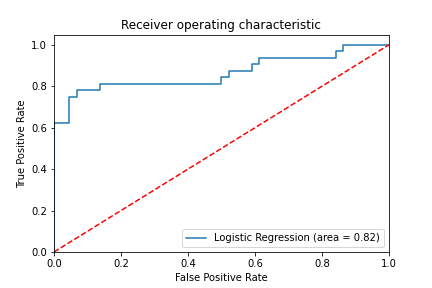 Receiver operating characteristic
True Positive Rate
1.0
0.8
0.6
0.4
0.2
0.0
Logistic Regression (area = 0.82)
0.0 0.2 0.4 0.6 0.8 1.0
False Positive Rate